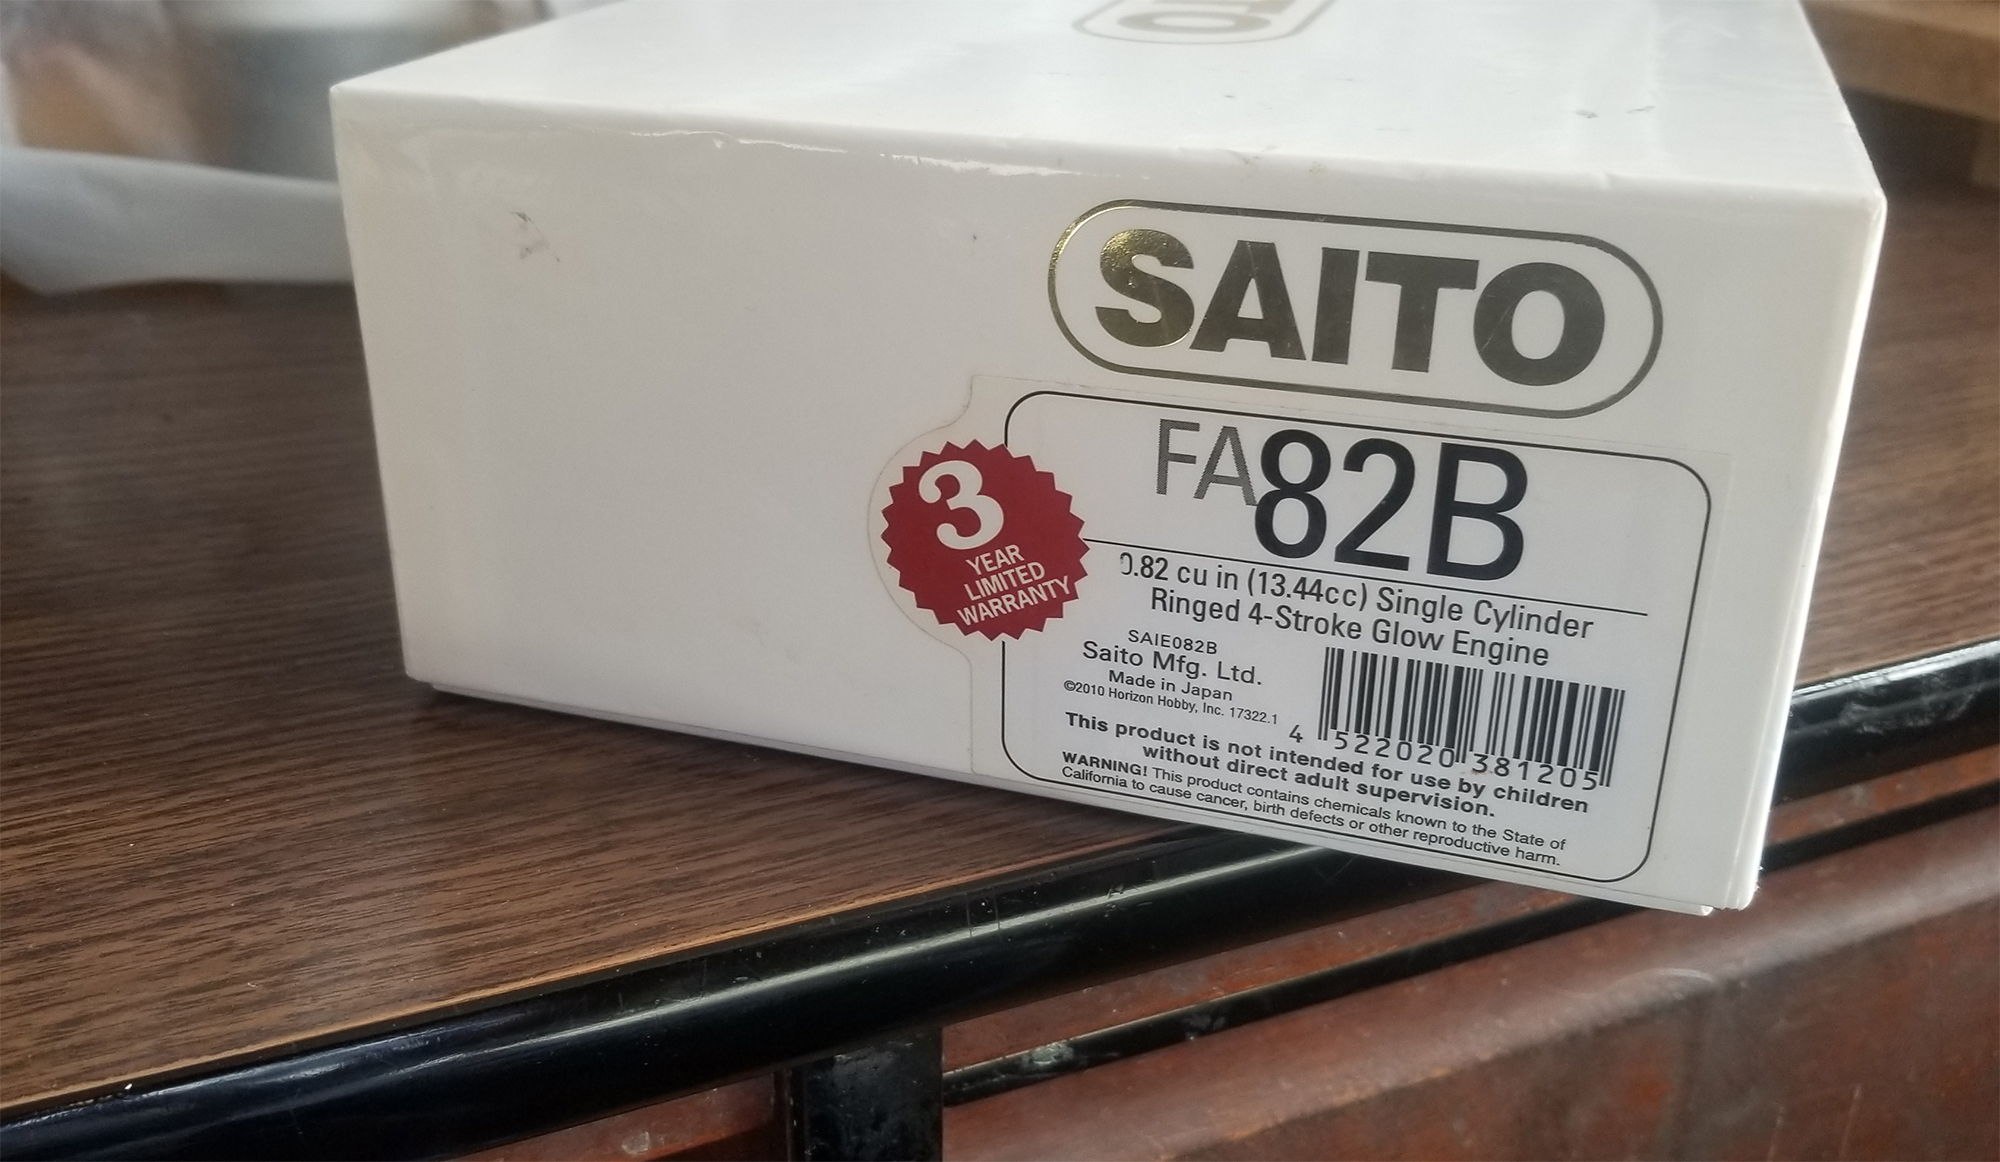 TO
SAITO
FA82B
3
YEAR
LIMITED
WARRANTY
0.82 cu in (13.44cc) Single Cylinder
Ringed 4-Stroke Glow Engine
SAIE082B
Saito Mfg. Ltd.
Made in Japan
©2010 Horizon Hobby, Inc. 17322.1
4 522020 381205
This product is not intended for use by children
without direct adult supervision.
WARNING! This product contains chemicals known to the State of
California to cause cancer, birth defects or other reproductive harm.